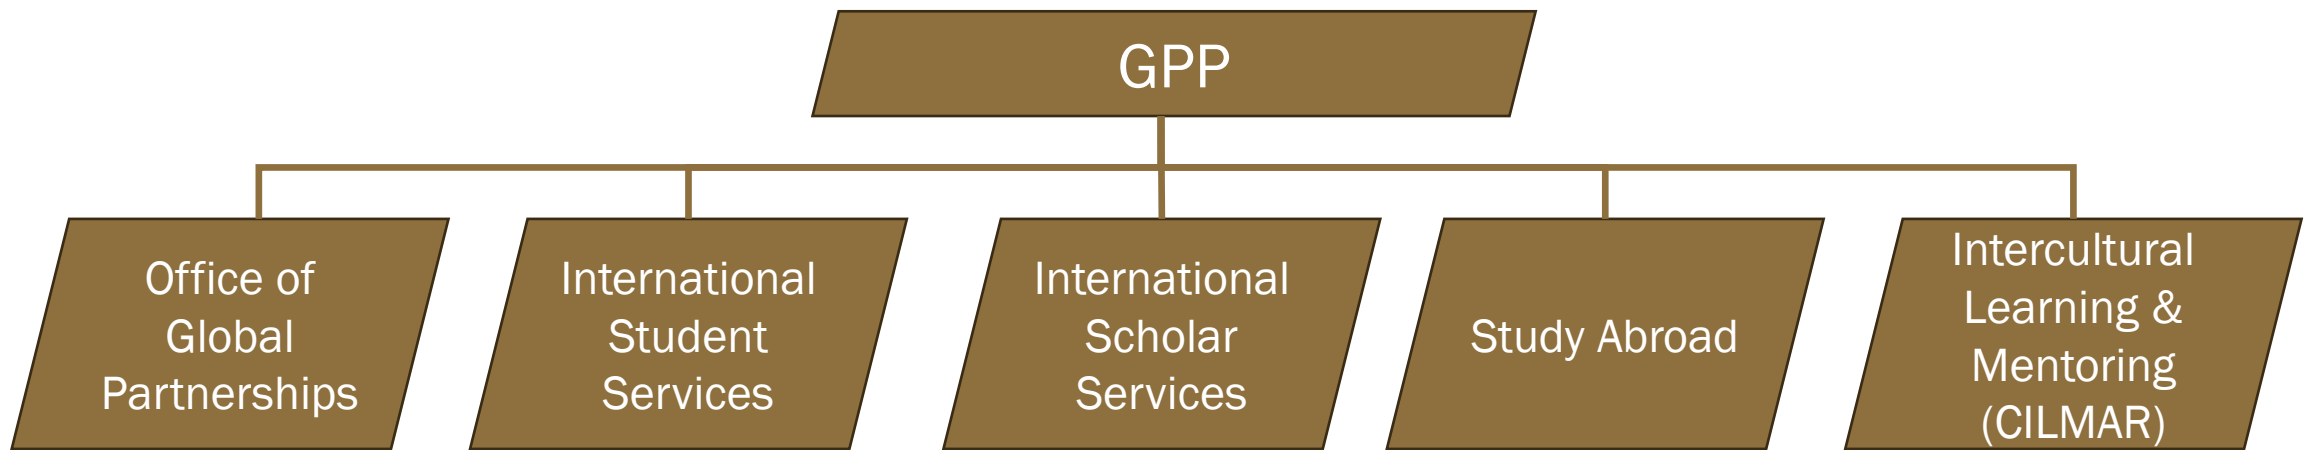 GPP
Office of
Global
Partnerships
International
Student
Services
International
Scholar
Services
Study Abroad
Intercultural
Learning &
Mentoring
(CILMAR)